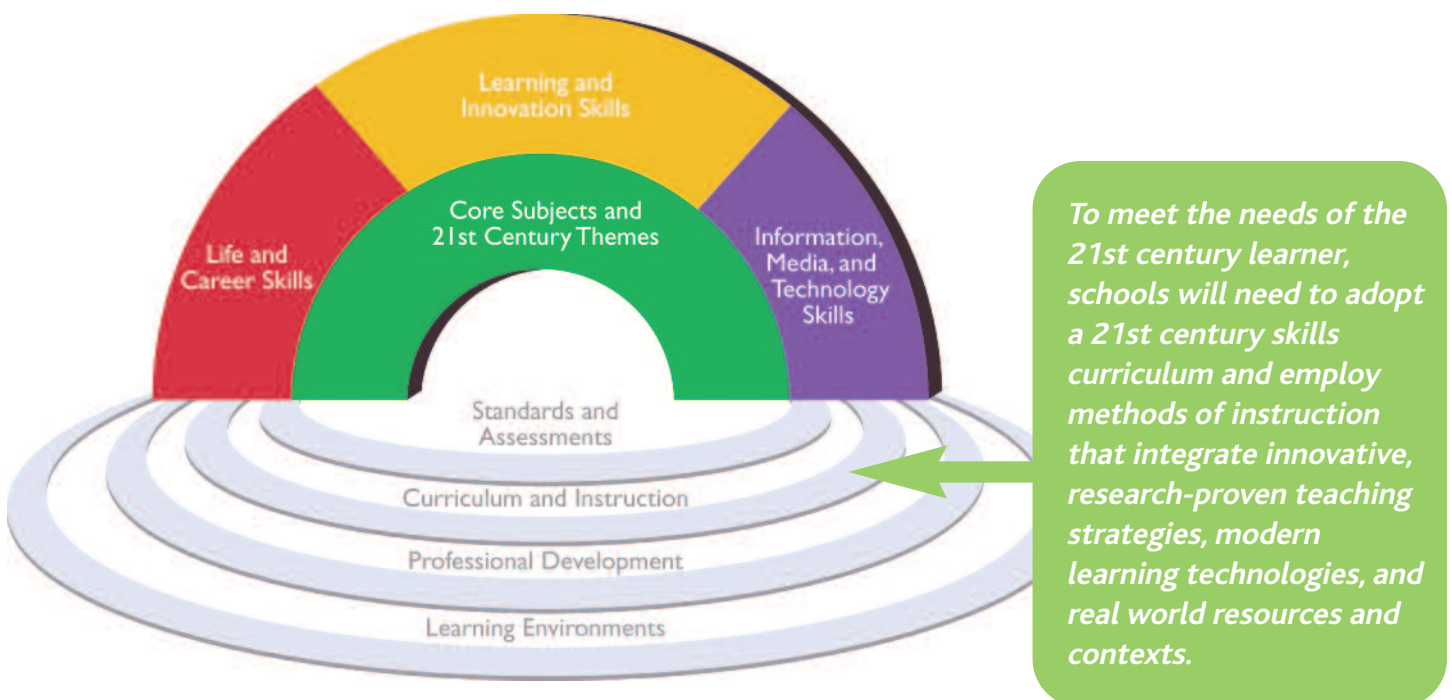 Learning and
Innovation Skills
Core Subjects and
21st Century Themes
Life and
Career Skills
Information,
Media, and
Technology
Skills
Standards and
Assessments
Curriculum and Instruction
Professional Development
Learning Environments
To meet the needs of the
21st century learner,
schools will need to adopt
a 21st century skills
curriculum and employ
methods of instruction
that integrate innovative,
research-proven teaching
strategies, modern
learning technologies, and
real world resources and
contexts.